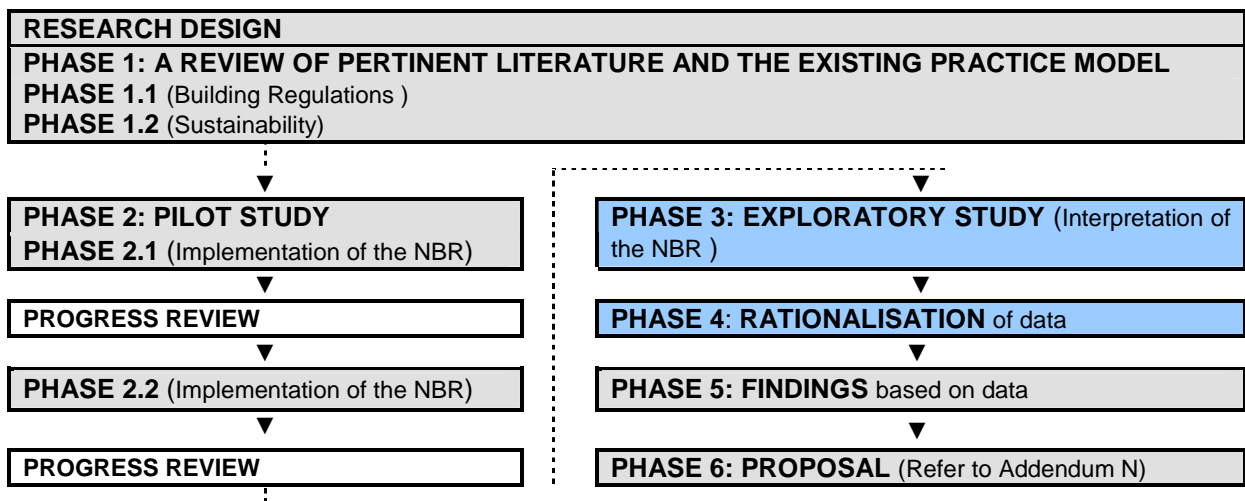 RESEARCH DESIGN
PHASE 1: A REVIEW OF PERTINENT LITERATURE AND THE EXISTING PRACTICE MODEL
PHASE 1.1 (Building Regulations )
PHASE 1.2 (Sustainability)
PHASE 2: PILOT STUDY
PHASE 2.1 (Implementation of the NBR)
PROGRESS REVIEW
PHASE 2.2 (Implementation of the NBR)
PROGRESS REVIEW
PHASE 3: EXPLORATORY STUDY (Interpretation of
the NBR )
PHASE 4: RATIONALISATION of data
PHASE 5: FINDINGS based on data
PHASE 6: PROPOSAL (Refer to Addendum N)